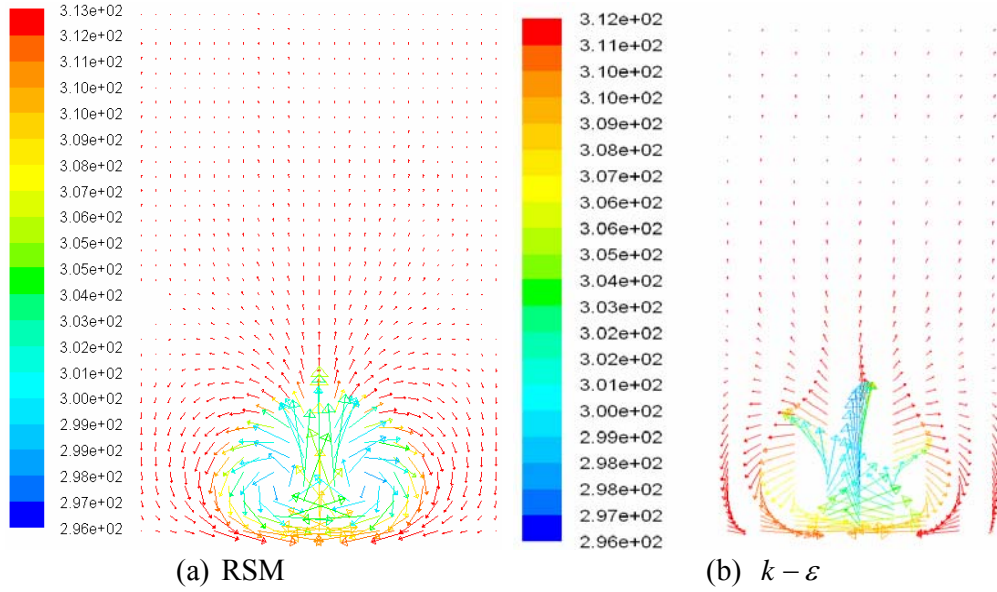 3.13e+02
3.12e+02
3.11e+02
3.10e+02
3.10e+02
3.09e+02
3.08e+02
3.07e+02
3.06e+02
3.05e+02
3.04e+02
3.03e+02
3.02e+02
3.01e+02
3.00e+02
2.99e+02
2.99e+02
2.98e+02
2.97e+02
2.96e+02
(a) RSM
3.12e+02
3.11e+02
3.10e+02
3.10e+02
3.09e+02
3.08e+02
3.07e+02
3.06e+02
3.06e+02
3.05e+02
3.04e+02
3.03e+02
3.02e+02
3.02e+02
3.01e+02
3.00e+02
2.99e+02
2.98e+02
2.98e+02
2.97e+02
2.96e+02
(b) k − ε